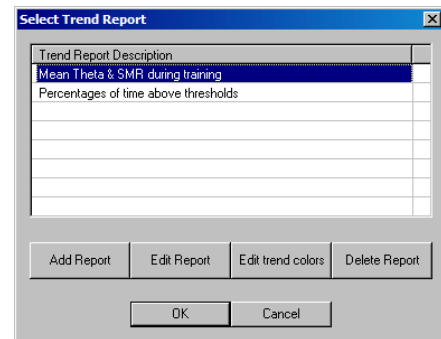 Select Trend Report
Trend Report Description
Mean Theta & SMR during training
Percentages of time above thresholds
Add Report Edit Report Edit trend colors Delete Report
OK Cancel